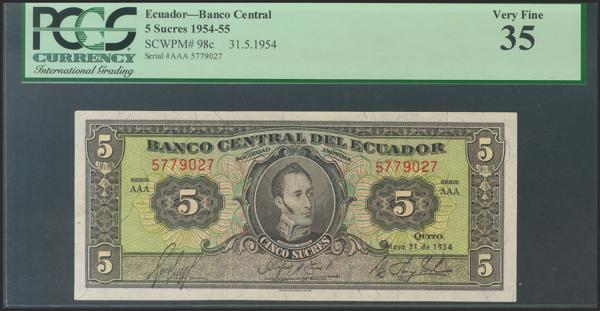 PCGS
CURRENCY
International Grading
Ecuador—Banco Central
5 Sucres 1954-55
SCWPM# 98c 31.5.1954
Serial #AAA 5779027
Very Fine
35
5 5
BANCO CENTRAL DEL ECUADOR
SOCIEDAD ANÓNIMA
5779027 5779027
SERIE SERIE
AAA AAA
5 5
QUITO,
Mayo 31 de 1954
CINCO SUCRES
5 5